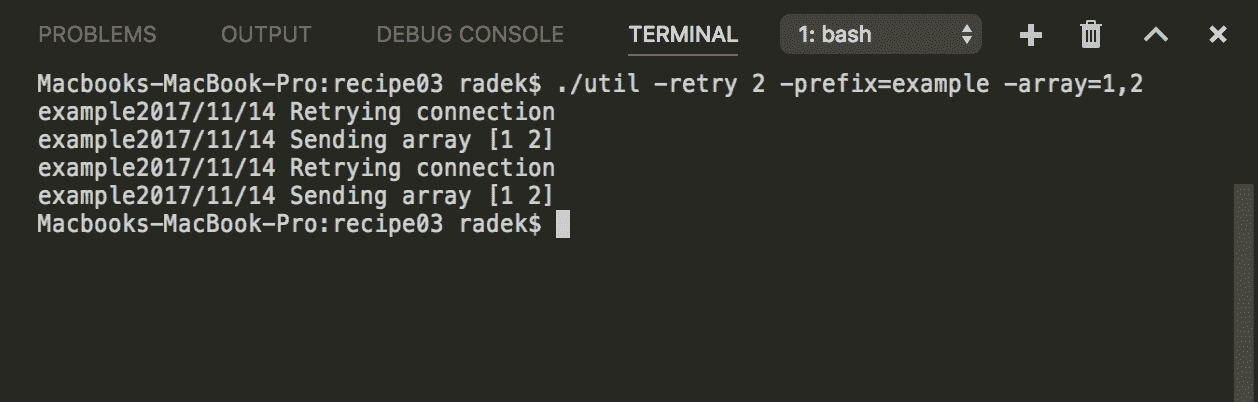 PROBLEMS OUTPUT DEBUG CONSOLE TERMINAL 1: bash
Macbooks-MacBook-Pro:recipe03 radek$ ./util -retry 2 -prefix=example -array=1,2
example2017/11/14 Retrying connection
example2017/11/14 Sending array [1 2]
example2017/11/14 Retrying connection
example2017/11/14 Sending array [1 2]
Macbooks-MacBook-Pro:recipe03 radek$